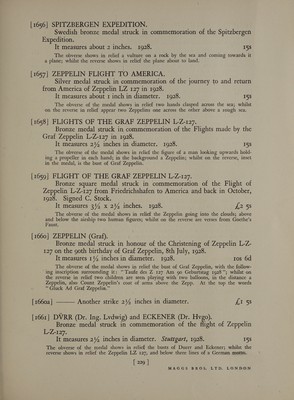 [1656] SPITZBERGEN EXPEDITION.
Swedish bronze medal struck in commemoration of the Spitzbergen
Expedition.
It measures about 2 inches. 1928. 15s
The obverse shows in relief a vulture on a rock by the sea and coming towards it
a plane; whilst the reverse shows in relief the plane about to land.
[1657] ZEPPELIN FLIGHT TO AMERICA.
Silver medal struck in commemoration of the journey to and return
from America of Zeppelin LZ 127 in 1928.
It measures about 1 inch in diameter. 1928. 15s
The obverse of the medal shows in relief two hands clasped across the sea; whilst
on the reverse in relief appear two Zeppelins one across the other above a rough sea.
[1658] FLIGHTS OF THE GRAF ZEPPELIN L-Z-127.
Bronze medal struck in commemoration of the Flights made by the
Graf Zeppelin L-Z-127 in 1928.
It measures 2⅜ inches in diameter. 1928. 15s
The obverse of the medal shows in relief the figure of a man looking upwards hold-
ing a propeller in each hand; in the background a Zeppelin; whilst on the reverse, inset
in the medal, is the bust of Graf Zeppelin.
[1659] FLIGHT OF THE GRAF ZEPPELIN L-Z-127.
Bronze square medal struck in commemoration of the Flight of
Zeppelin L-Z-127 from Friedrichshafen to America and back in October,
1928. Signed C. Stock.
It measures 3½ x 2½ inches. 1928. £2 2s
The obverse of the medal shows in relief the Zeppelin going into the clouds; above
and below the airship two human figures; whilst on the reverse are verses from Goethe's
Faust.
[1660] ZEPPELIN (Graf).
Bronze medal struck in honour of the Christening of Zeppelin L-Z-
127 on the 90th birthday of Graf Zeppelin, 8th July, 1928.
It measures 1½ inches in diameter. 1928. 10s 6d
The obverse of the medal shows in relief the bust of Graf Zeppelin, with the follow-
ing inscription surrounding it: "Taufe des Z 127 Am 90 Geburtstag 1928"; whilst on
the reverse in relief two children are seen playing with two balloons, in the distance a
Zeppelin, also Count Zeppelin's coat of arms above the Zepp. At the top the words
"Glück Ad Graf Zeppelin."
[1660a] ——— Another strike 2⅜ inches in diameter. £1 5s
[1661] DÜRR (Dr. Ing. Ludwig) and ECKENER (Dr. Hugo).
Bronze medal struck in commemoration of the flight of Zeppelin
L-Z-127.
It measures 2⅜ inches in diameter. Stuttgart, 1928. 15s
The obverse of the medal shows in relief the busts of Duerr and Eckener; whilst the
reverse shows in relief the Zeppelin LZ 127, and below three lines of a German motto.
[ 229 ]
MAGGS BROS. LTD. LONDON